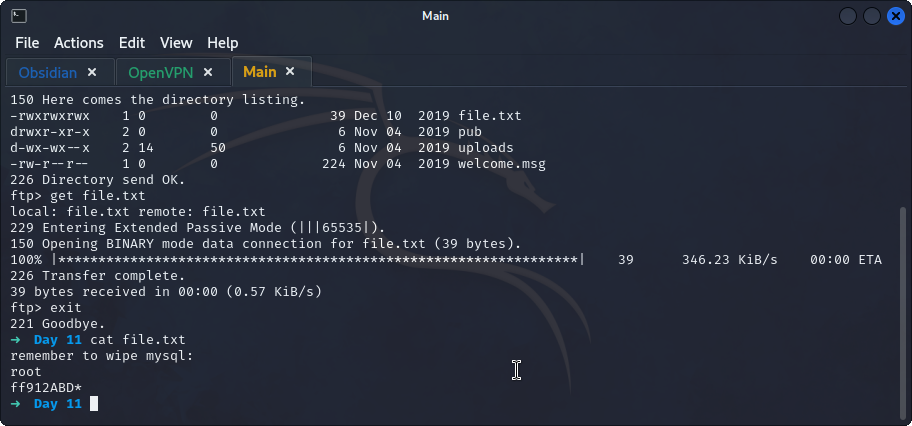 Main
File Actions Edit View Help
Obsidian × OpenVPN × Main ×
150 Here comes the directory listing.
-rwxrwxrwx    1 0        0              39 Dec 10  2019 file.txt
drwxr-xr-x    2 0        0               6 Nov 04  2019 pub
d-wx-wx--x    2 14       50              6 Nov 04  2019 uploads
-rw-r--r--    1 0        0             224 Nov 04  2019 welcome.msg
226 Directory send OK.
ftp> get file.txt
local: file.txt remote: file.txt
229 Entering Extended Passive Mode (|||65535|).
150 Opening BINARY mode data connection for file.txt (39 bytes).
100% |*****************************************************************|    39      346.23 KiB/s    00:00 ETA
226 Transfer complete.
39 bytes received in 00:00 (0.57 KiB/s)
ftp> exit
221 Goodbye.
➜  Day 11 cat file.txt
remember to wipe mysql:
root
ff912ABD*
➜  Day 11